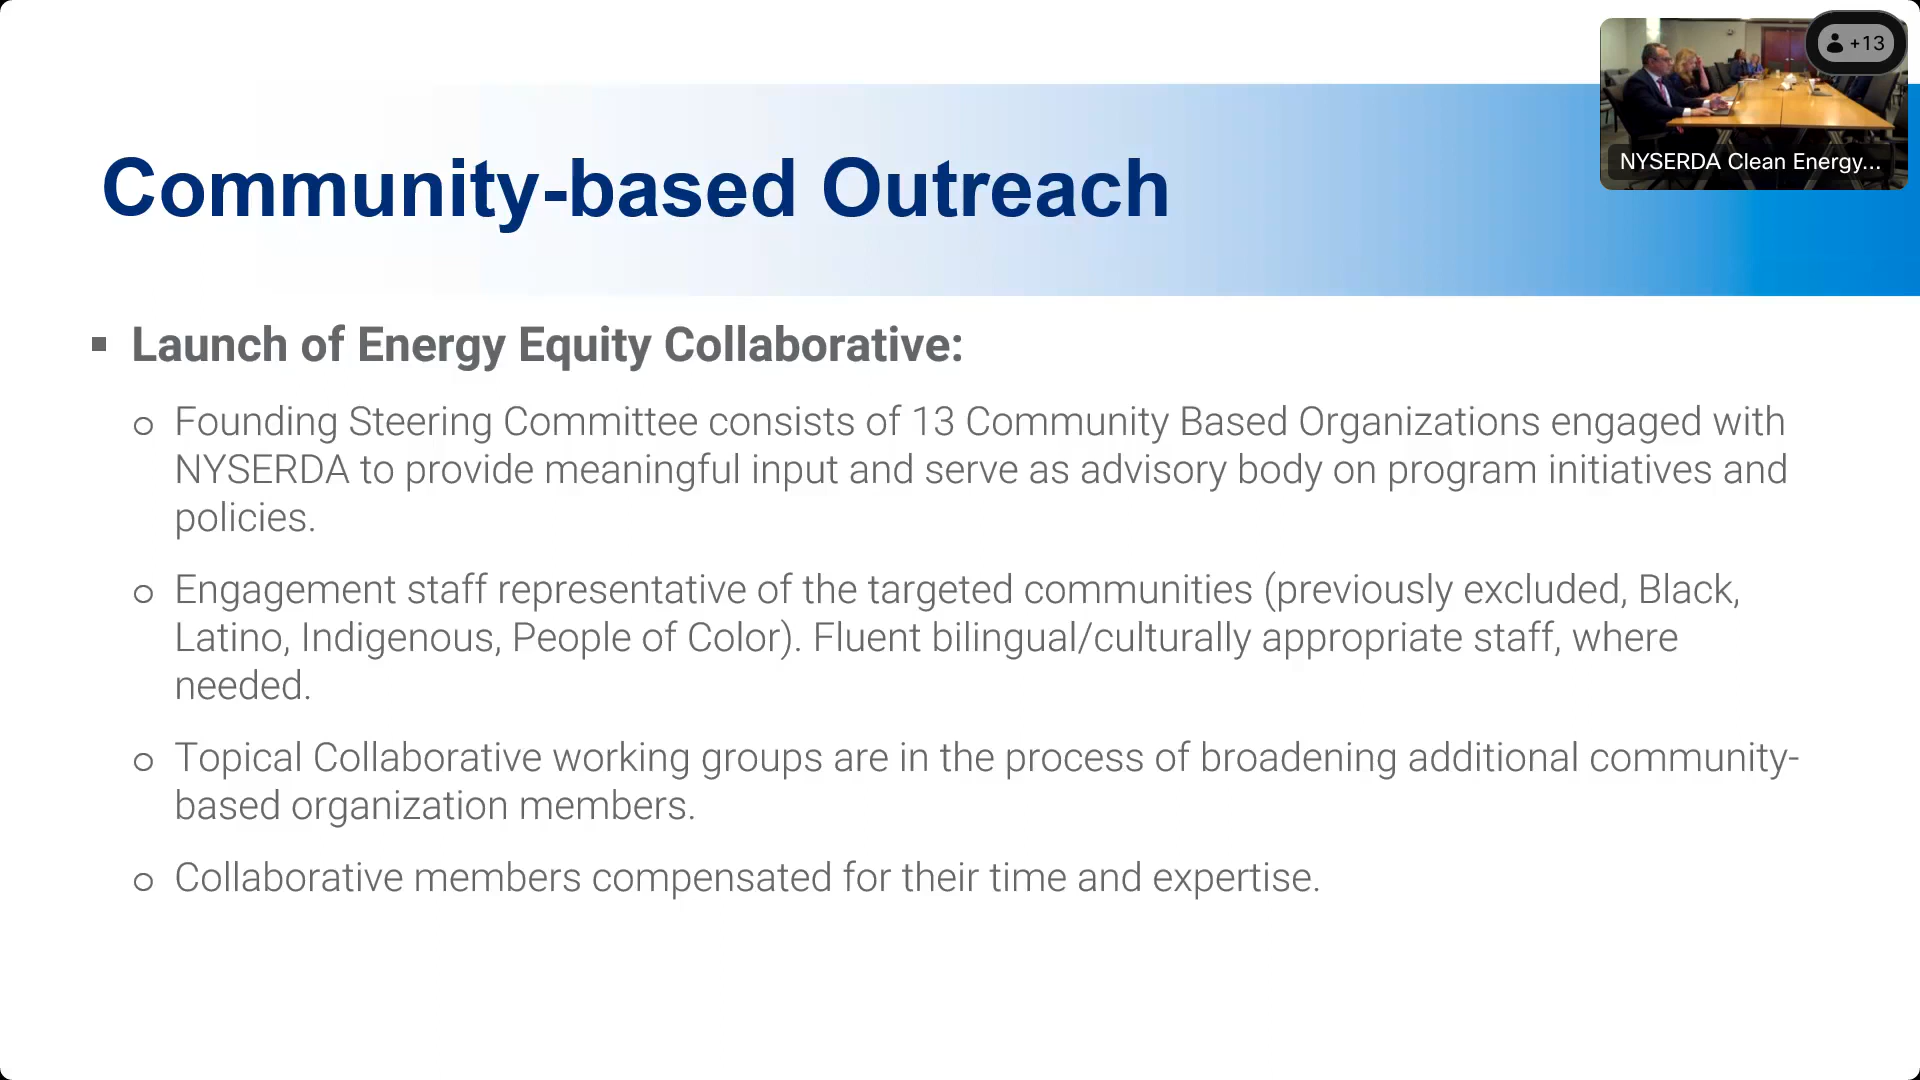 +13
NYSERDA Clean Energy...
Community-based Outreach
▪ Launch of Energy Equity Collaborative:
o Founding Steering Committee consists of 13 Community Based Organizations engaged with
NYSERDA to provide meaningful input and serve as advisory body on program initiatives and
policies.
o Engagement staff representative of the targeted communities (previously excluded, Black,
Latino, Indigenous, People of Color). Fluent bilingual/culturally appropriate staff, where
needed.
o Topical Collaborative working groups are in the process of broadening additional community-
based organization members.
o Collaborative members compensated for their time and expertise.